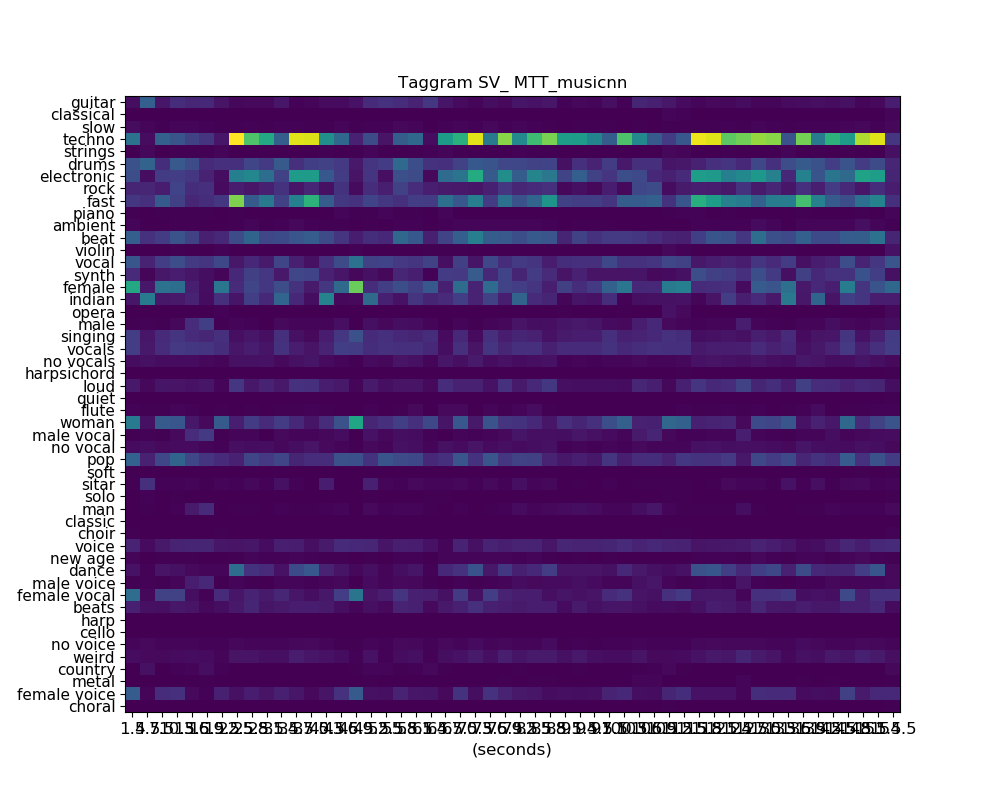 Taggram SV_ MTT_musicnn
guitar
classical
slow
techno
strings
drums
electronic
rock
fast
piano
ambient
beat
violin
vocal
synth
female
indian
opera
male
singing
vocals
no vocals
harpsichord
loud
quiet
flute
woman
male vocal
no vocal
pop
soft
sitar
solo
man
classic
choir
voice
new age
dance
male voice
female vocal
beats
harp
cello
no voice
weird
country
metal
female voice
choral
(seconds)